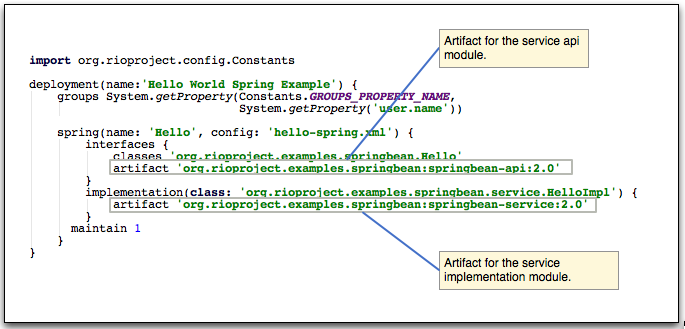 Artifact for the service api
module.
import org.rioproject.config.Constants
deployment(name:'Hello World Spring Example') {
groups System.getProperty(Constants.GROUPS_PROPERTY_NAME,
System.getProperty('user.name'))
spring(name: 'Hello', config: 'hello-spring.xml') {
interfaces {
classes 'org.rioproject.examples.springbean.Hello'
artifact 'org.rioproject.examples.springbean:springbean-api:2.0'
}
implementation(class: 'org.rioproject.examples.springbean.service.HelloImpl') {
artifact 'org.rioproject.examples.springbean:springbean-service:2.0'
}
maintain 1
}
}
Artifact for the service
implementation module.